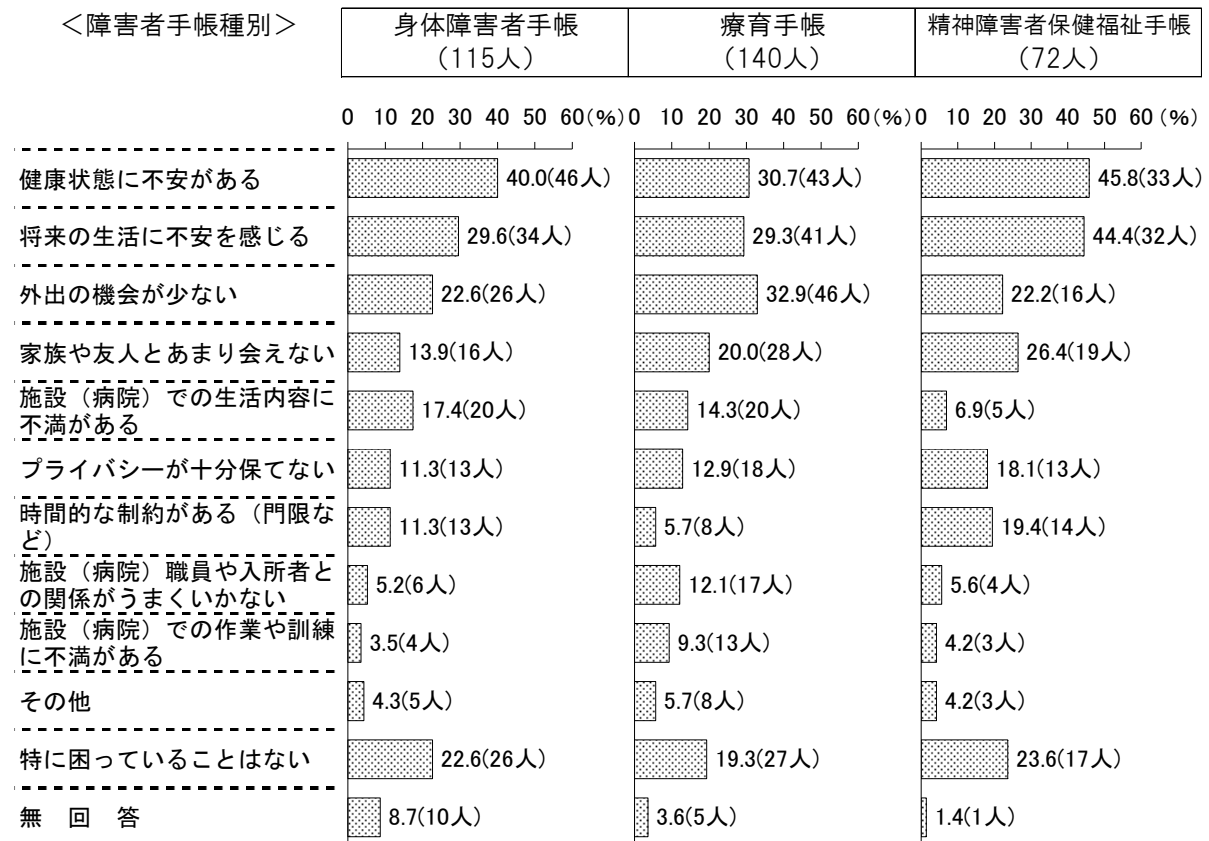 ＜障害者手帳種別＞
身体障害者手帳
（115人）
療育手帳
（140人）
精神障害者保健福祉手帳
（72人）
0 10 20 30 40 50 60(%) 0 10 20 30 40 50 60(%) 0 10 20 30 40 50 60(%)
健康状態に不安がある 40.0(46人) 30.7(43人) 45.8(33人)
将来の生活に不安を感じる 29.6(34人) 29.3(41人) 44.4(32人)
外出の機会が少ない 22.6(26人) 32.9(46人) 22.2(16人)
家族や友人とあまり会えない 13.9(16人) 20.0(28人) 26.4(19人)
施設（病院）での生活内容に
不満がある 17.4(20人) 14.3(20人) 6.9(5人)
プライバシーが十分保てない 11.3(13人) 12.9(18人) 18.1(13人)
時間的な制約がある（門限な
ど） 11.3(13人) 5.7(8人) 19.4(14人)
施設（病院）職員や入所者と
の関係がうまくいかない 5.2(6人) 12.1(17人) 5.6(4人)
施設（病院）での作業や訓練
に不満がある 3.5(4人) 9.3(13人) 4.2(3人)
その他 4.3(5人) 5.7(8人) 4.2(3人)
特に困っていることはない 22.6(26人) 19.3(27人) 23.6(17人)
無　回　答 8.7(10人) 3.6(5人) 1.4(1人)